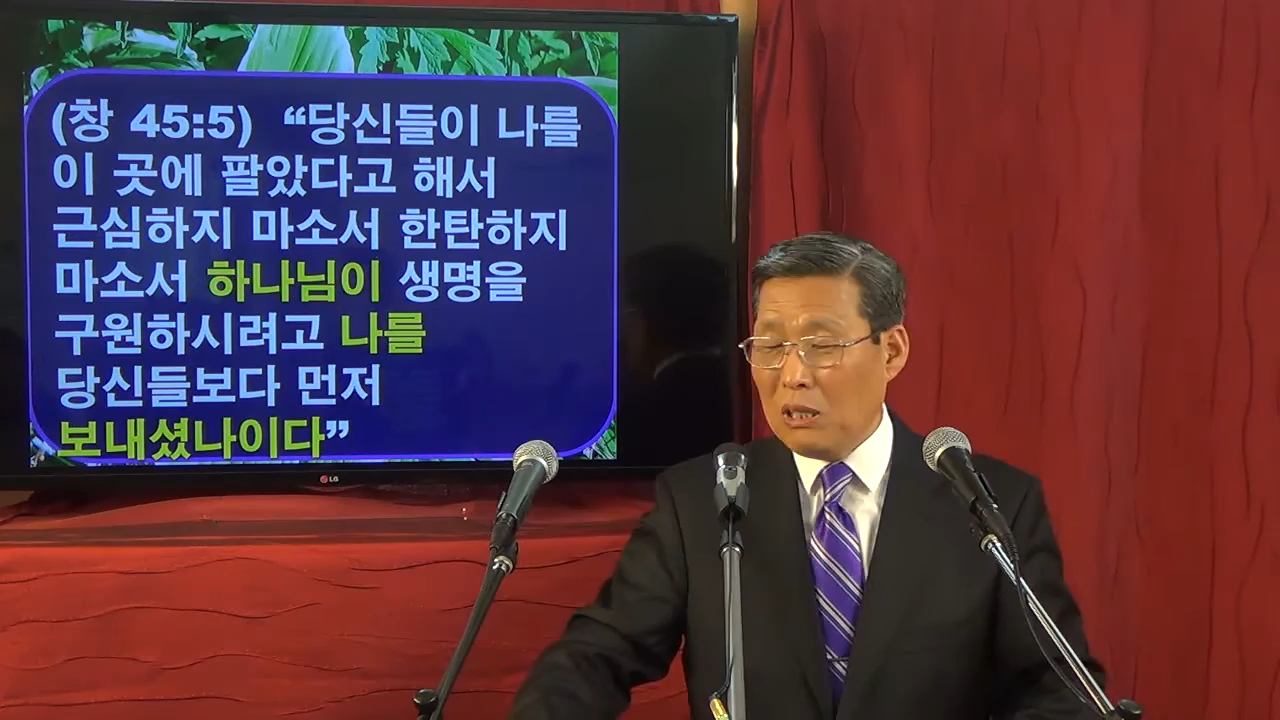 (창 45:5) “당신들이 나를
이 곳에 팔았다고 해서
근심하지 마소서 한탄하지
마소서 하나님이 생명을
구원하시려고 나를
당신들보다 먼저
보내셨나이다”
LG